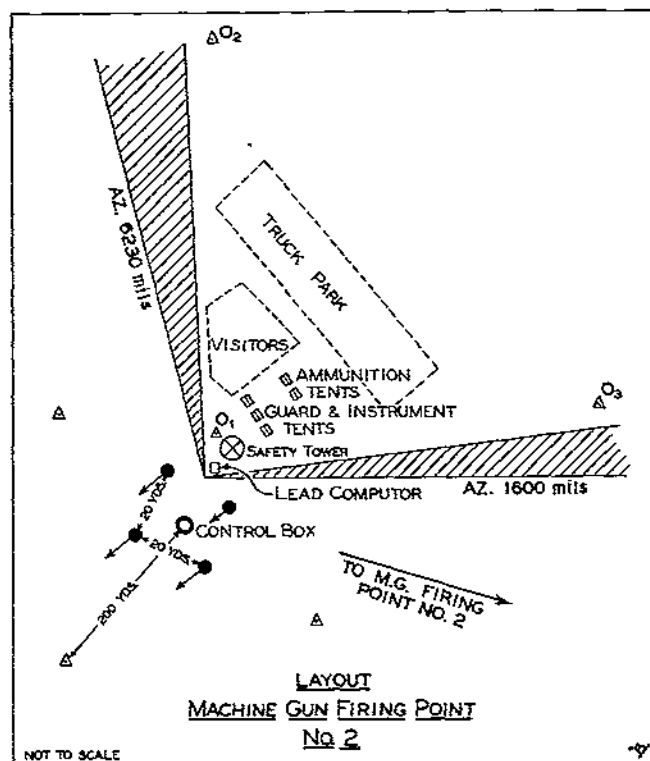 O2
AZ. 6230 mils
TRUCK PARK
VISITORS
AMMUNITION
TENTS
O3
O1
GUARD & INSTRUMENT
TENTS
SAFETY TOWER
LEAD COMPUTOR
AZ. 1600 mils
20 YDS.
CONTROL BOX
20 YDS.
200 YDS.
TO M.G. FIRING
POINT NO. 2
LAYOUT
MACHINE GUN FIRING POINT
No. 2
NOT TO SCALE